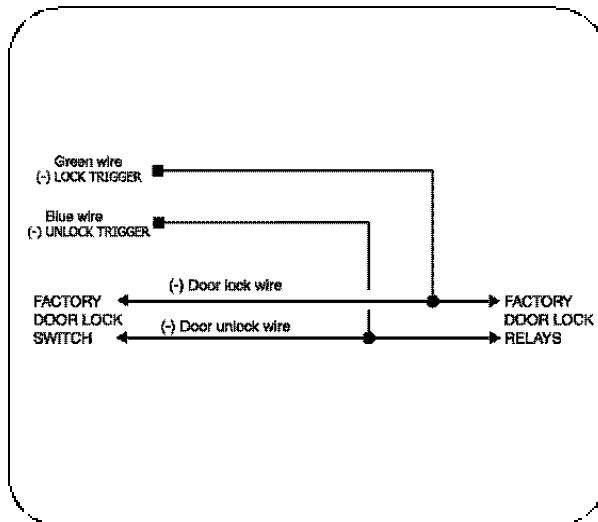 Green wire
(-) LOCK TRIGGER
Blue wire
(-) UNLOCK TRIGGER
(-) Door lock wire
FACTORY
DOOR LOCK
SWITCH
(-) Door unlock wire
FACTORY
DOOR LOCK
RELAYS